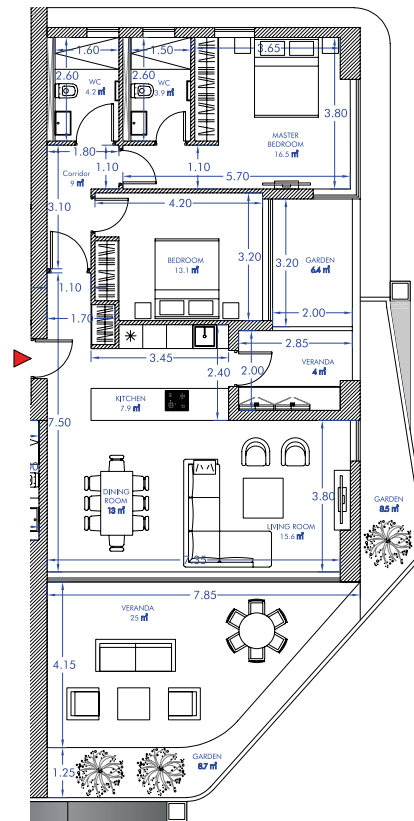 1.60
1.50
3.65
2.60
WC
4.2 m²
2.60
WC
3.9 m²
3.80
MASTER
BEDROOM
16.5 m²
1.80
1.10
1.10
Corridor
9 m²
5.70
4.20
3.10
BEDROOM
13.1 m²
3.20
3.20
GARDEN
6.4 m²
1.10
2.00
1.70
3.45
2.85
VERANDA
4 m²
2.00
2.40
KITCHEN
7.9 m²
7.50
3.80
DINING
ROOM
13 m²
GARDEN
8.5 m²
LIVING ROOM
15.6 m²
7.35
7.85
VERANDA
25 m²
4.15
GARDEN
8.7 m²
1.25